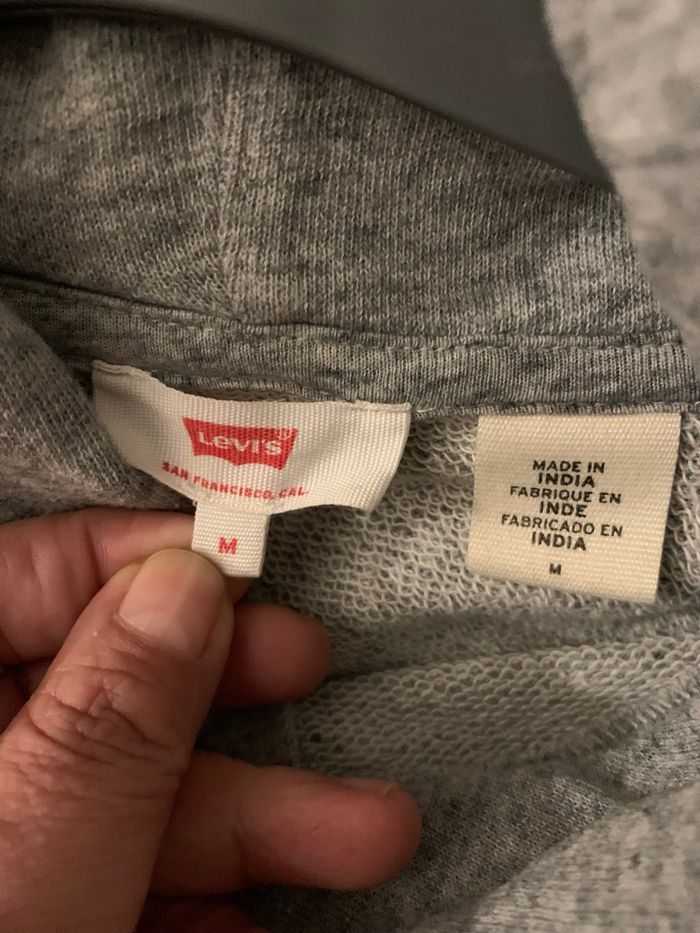 LEVI'S
SAN FRANCISCO, CAL.
M
MADE IN
INDIA
FABRIQUE EN
INDE
FABRICADO EN
INDIA
M